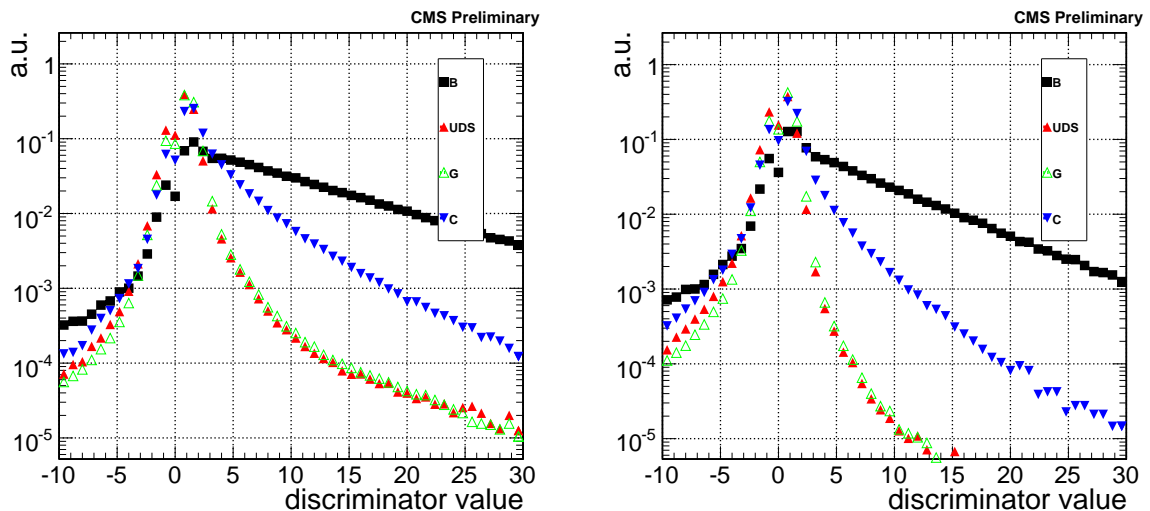 CMS Preliminary
a.u.
1
10⁻¹
10⁻²
10⁻³
10⁻⁴
10⁻⁵
B
UDS
G
C
-10 -5 0 5 10 15 20 25 30
discriminator value
CMS Preliminary
a.u.
1
10⁻¹
10⁻²
10⁻³
10⁻⁴
10⁻⁵
B
UDS
G
C
-10 -5 0 5 10 15 20 25 30
discriminator value